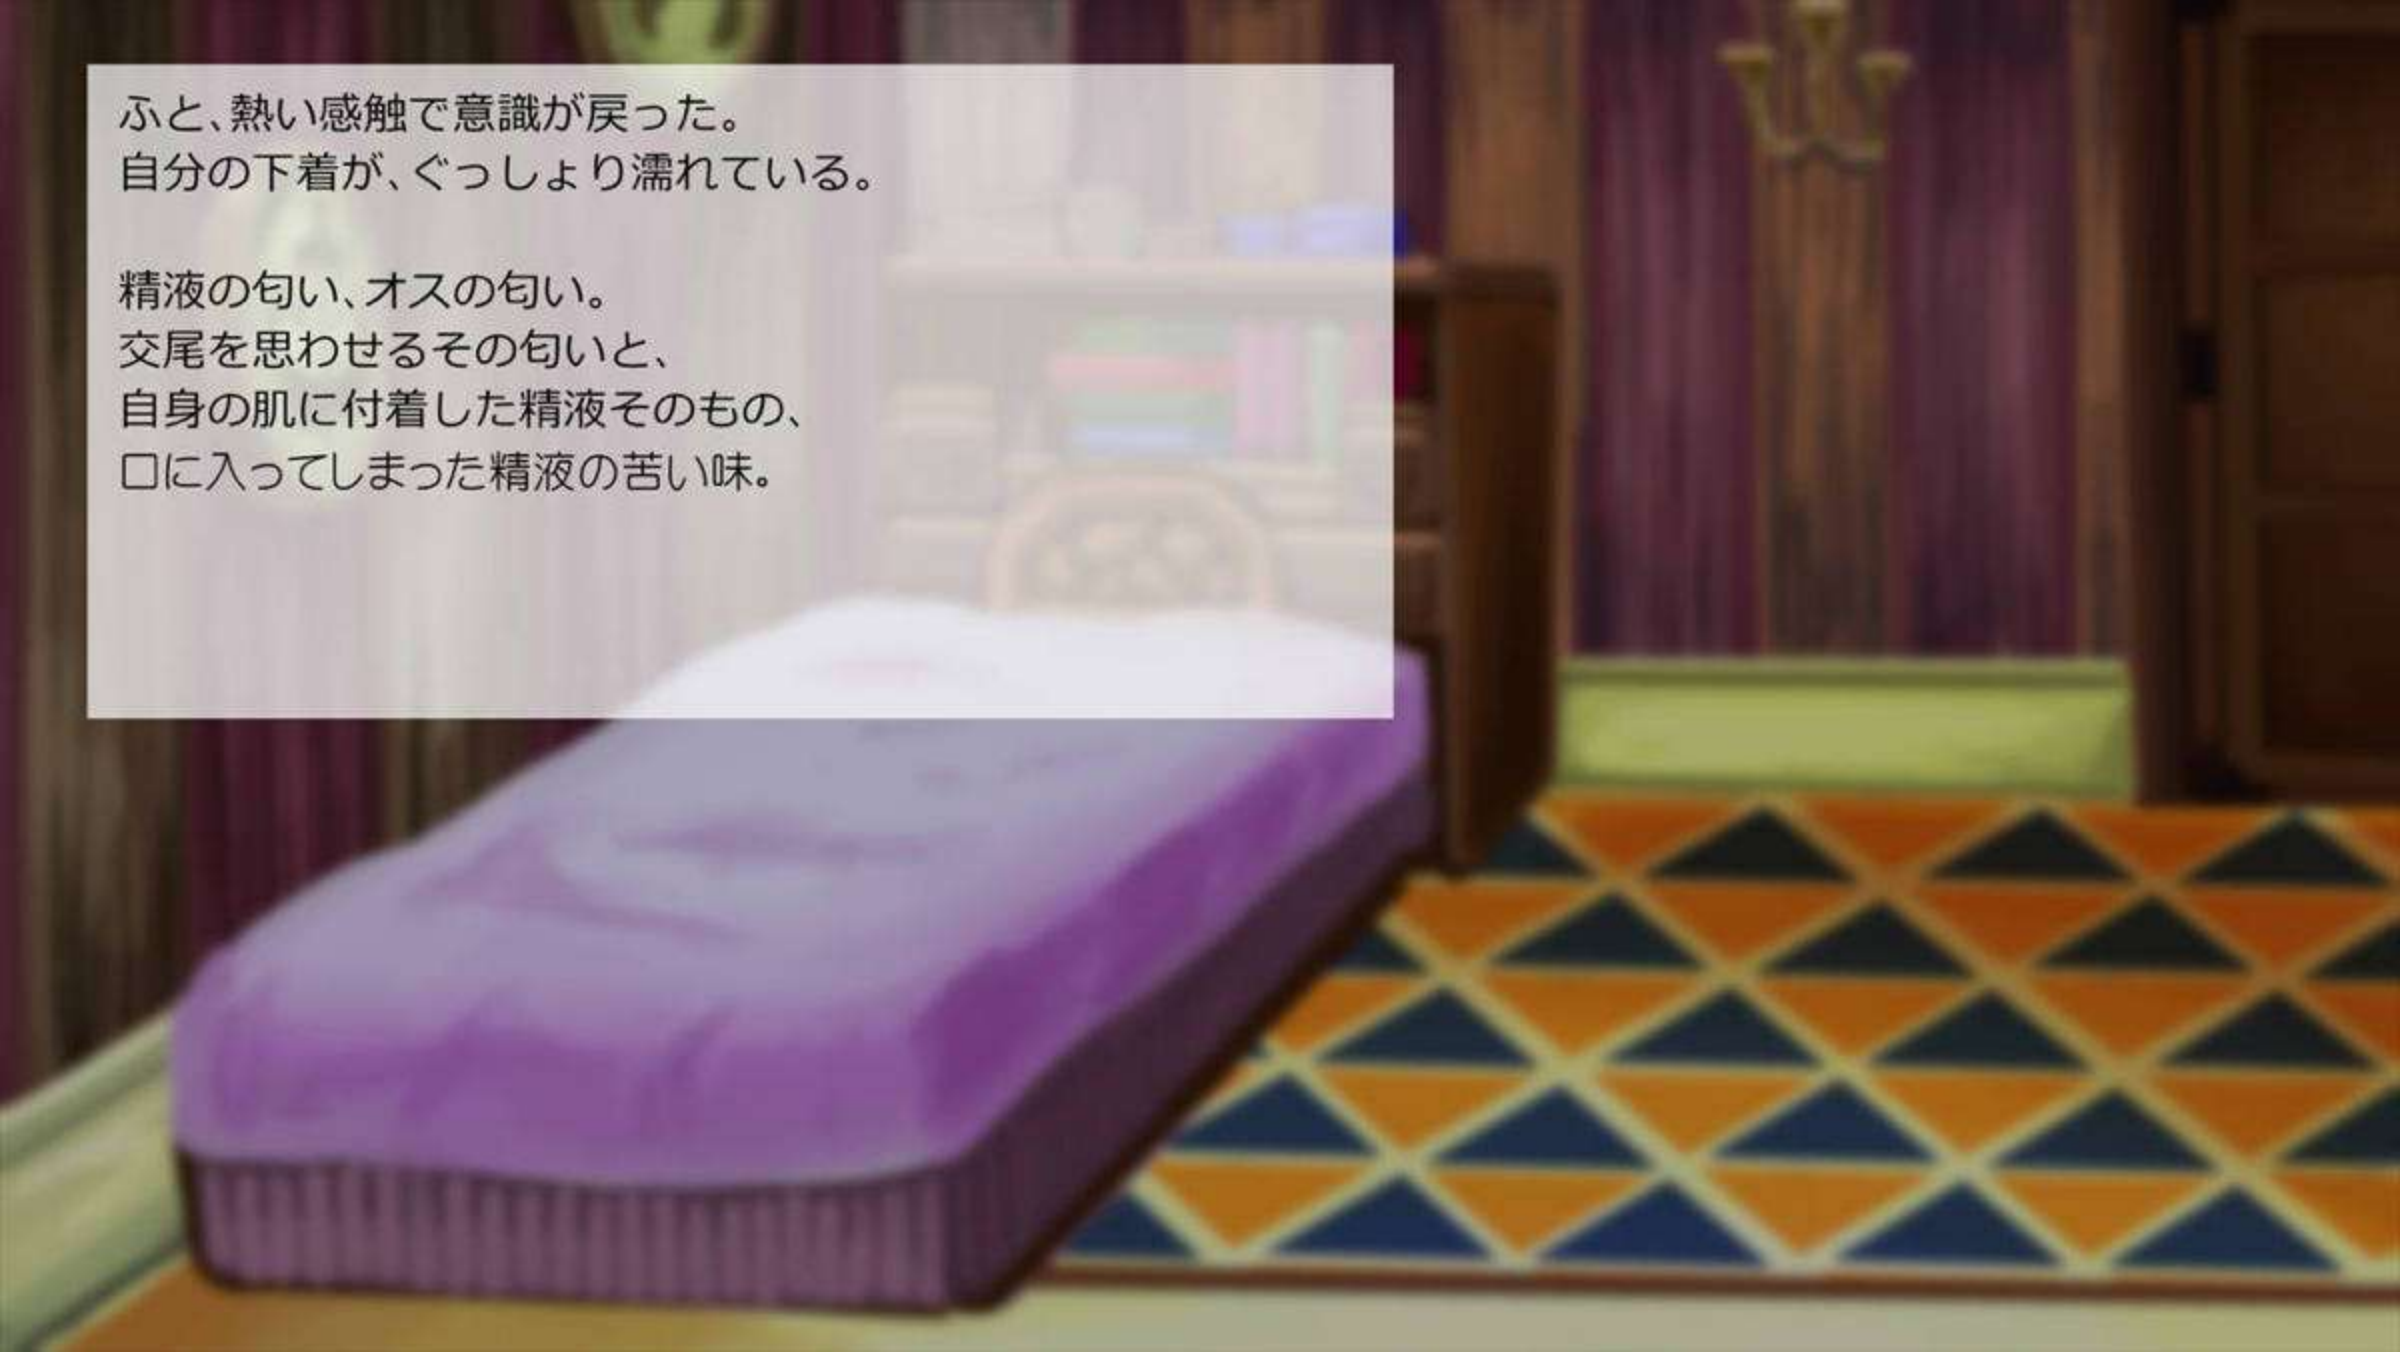 ふと、熱い感触で意識が戻った。
自分の下着が、ぐっしょり濡れている。
精液の匂い、オスの匂い。
交尾を思わせるその匂いと、
自身の肌に付着した精液そのもの、
口に入ってしまった精液の苦い味。